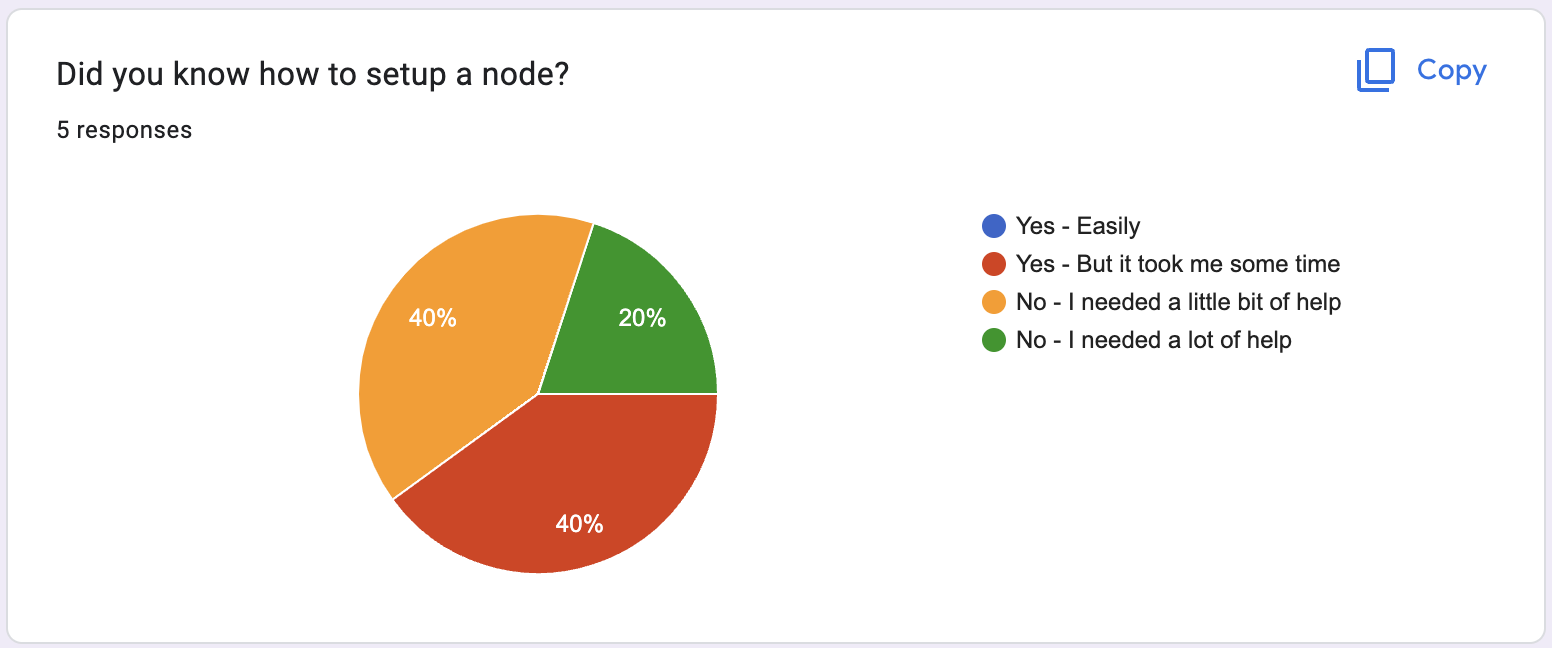 Did you know how to setup a node?
Copy
5 responses
Yes - Easily
Yes - But it took me some time
No - I needed a little bit of help
No - I needed a lot of help
40%
20%
40%